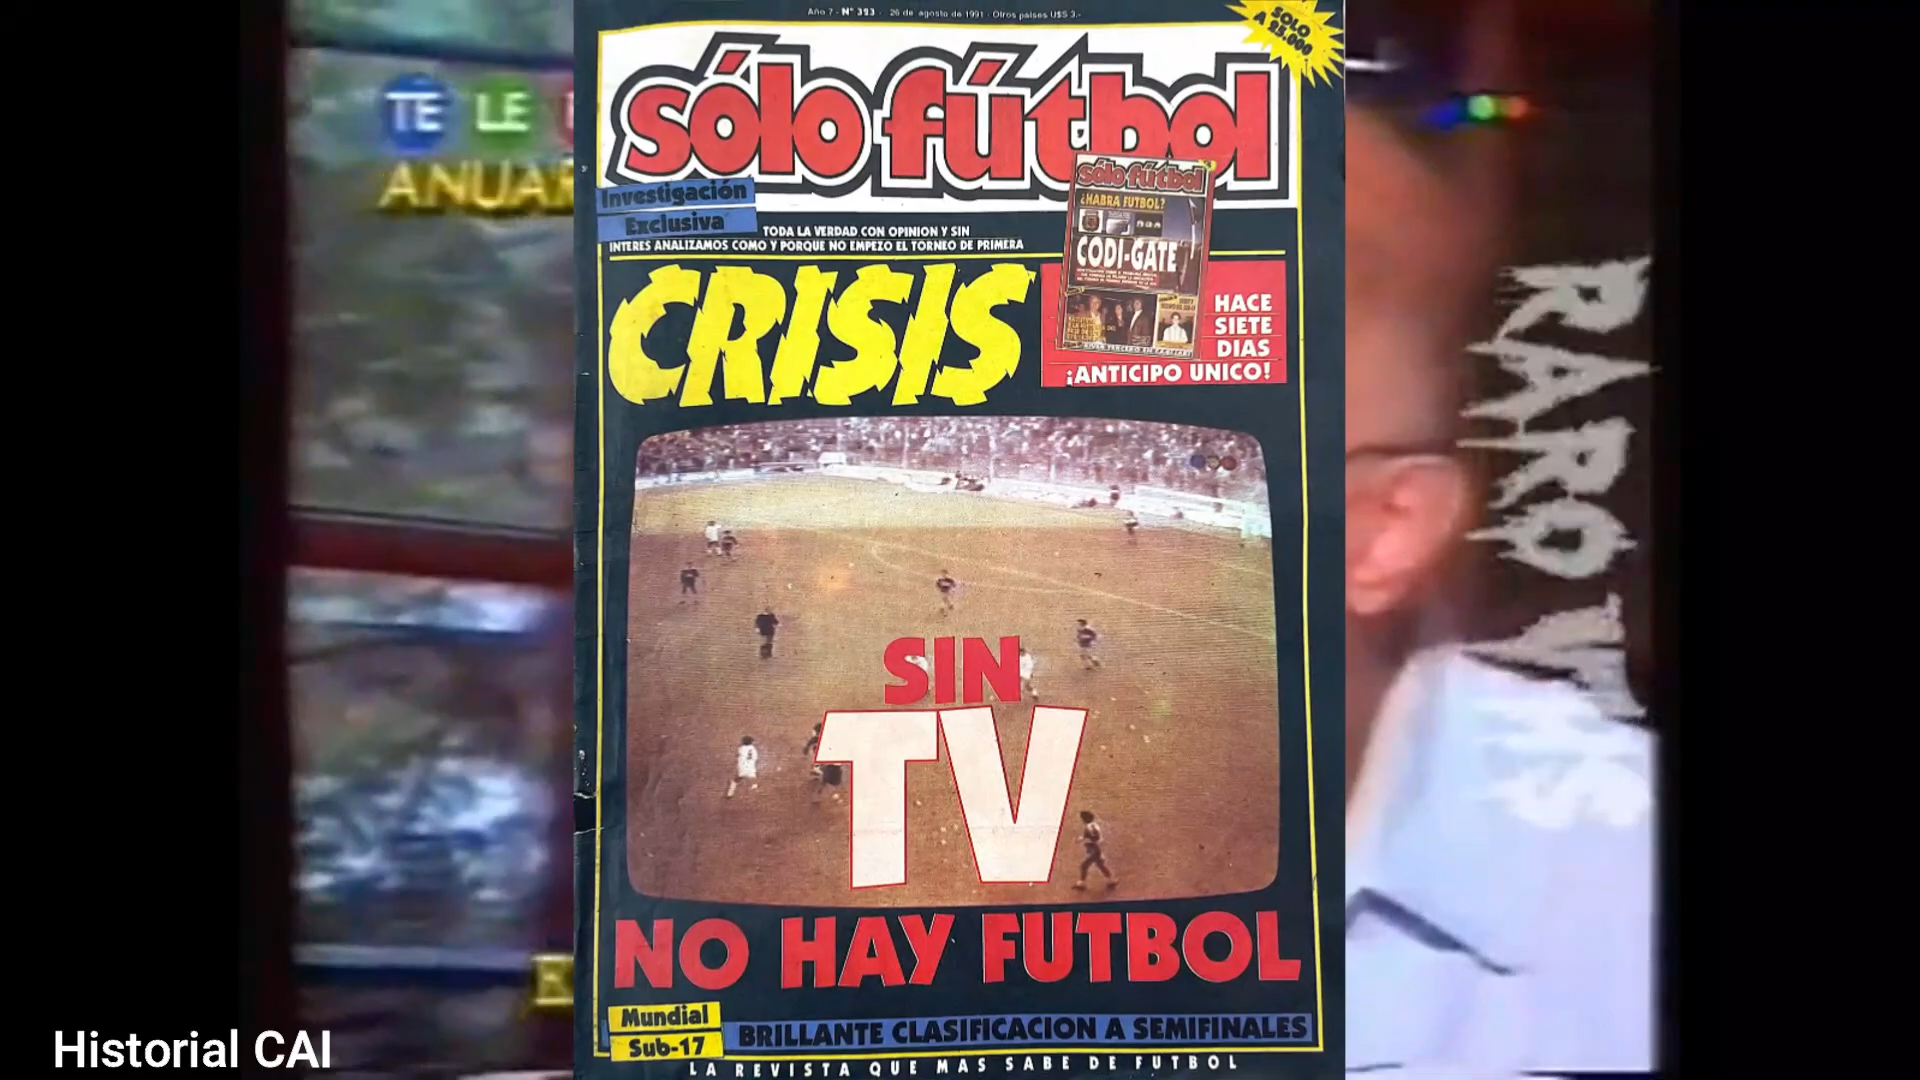 Año 7 - Nº 323 - 26 de agosto de 1991 - Otros países U$S 3.-
SOLO
A 25.000
sólo fútbol
Investigación
Exclusiva
TODA LA VERDAD CON OPINION Y SIN
INTERES ANALIZAMOS COMO Y PORQUE NO EMPEZO EL TORNEO DE PRIMERA
CRISIS
sólo fútbol
¿HABRA FUTBOL?
CODI-GATE
HACE
SIETE
DIAS
¡ANTICIPO UNICO!
SIN
TV
NO HAY FUTBOL
Mundial
Sub-17
BRILLANTE CLASIFICACION A SEMIFINALES
LA REVISTA QUE MAS SABE DE FUTBOL
TE LE
RARO VHS
Historial CAI